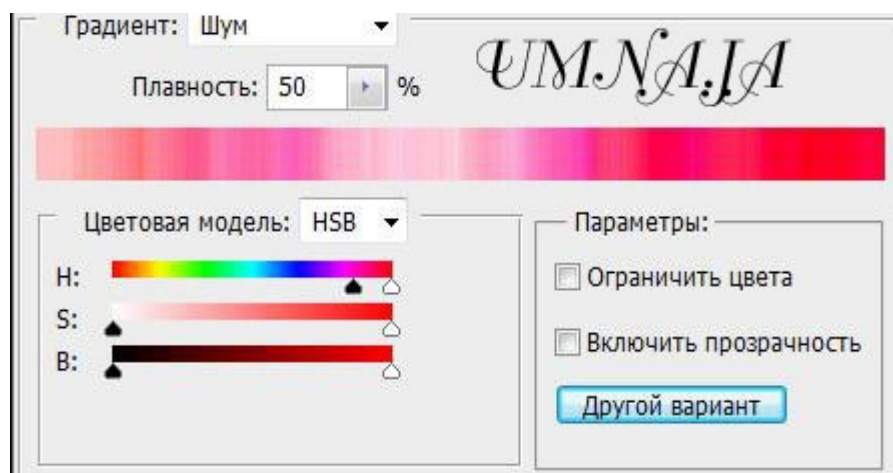 Градиент: Шум
UMNAJA
Плавность: 50 %
Цветовая модель: HSB
Параметры:
H:
S:
B:
Ограничить цвета
Включить прозрачность
Другой вариант